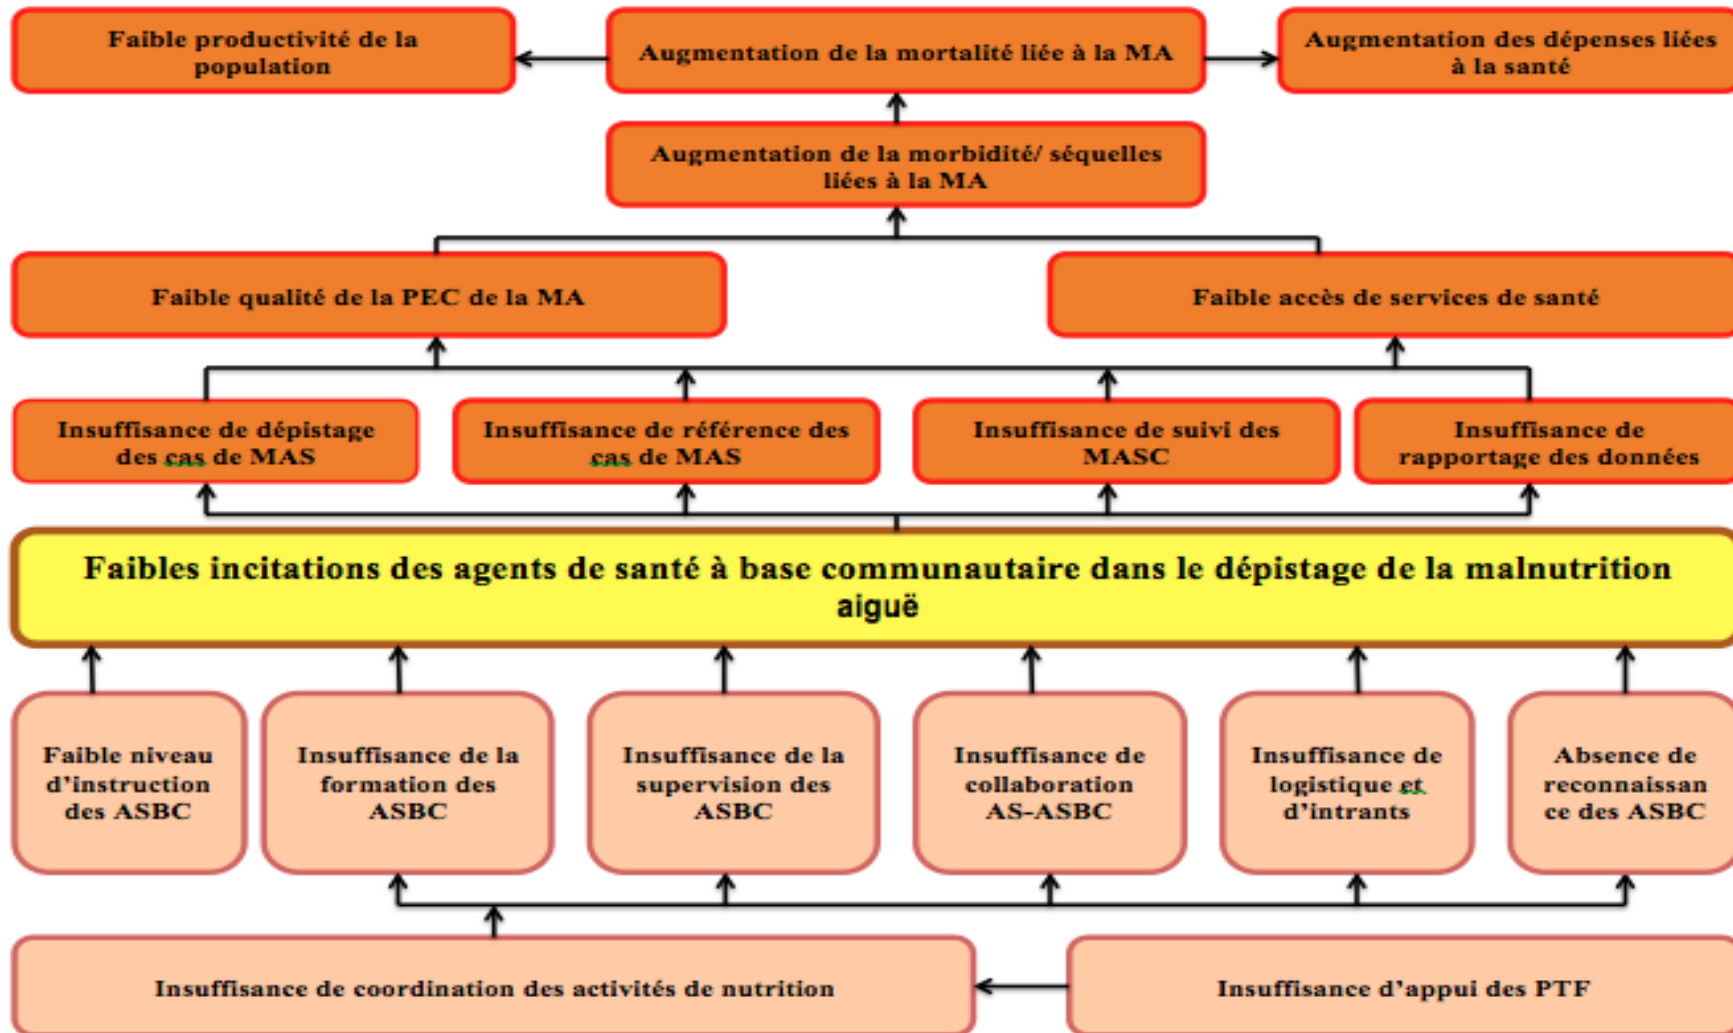 Faible productivité de la
population
Augmentation de la mortalité liée à la MA
Augmentation des dépenses liées
à la santé
Augmentation de la morbidité/ séquelles
liées à la MA
Faible qualité de la PEC de la MA
Faible accès de services de santé
Insuffisance de dépistage
des cas de MAS
Insuffisance de référence des
cas de MAS
Insuffisance de suivi des
MASC
Insuffisance de
rapportage des données
Faibles incitations des agents de santé à base communautaire dans le dépistage de la malnutrition
aiguë
Faible niveau
d'instruction
des ASBC
Insuffisance de la
formation des
ASBC
Insuffisance de la
supervision des
ASBC
Insuffisance de
collaboration
AS-ASBC
Insuffisance de
logistique et
d'intrants
Absence de
reconnaissan
ce des ASBC
Insuffisance de coordination des activités de nutrition
Insuffisance d'appui des PTF